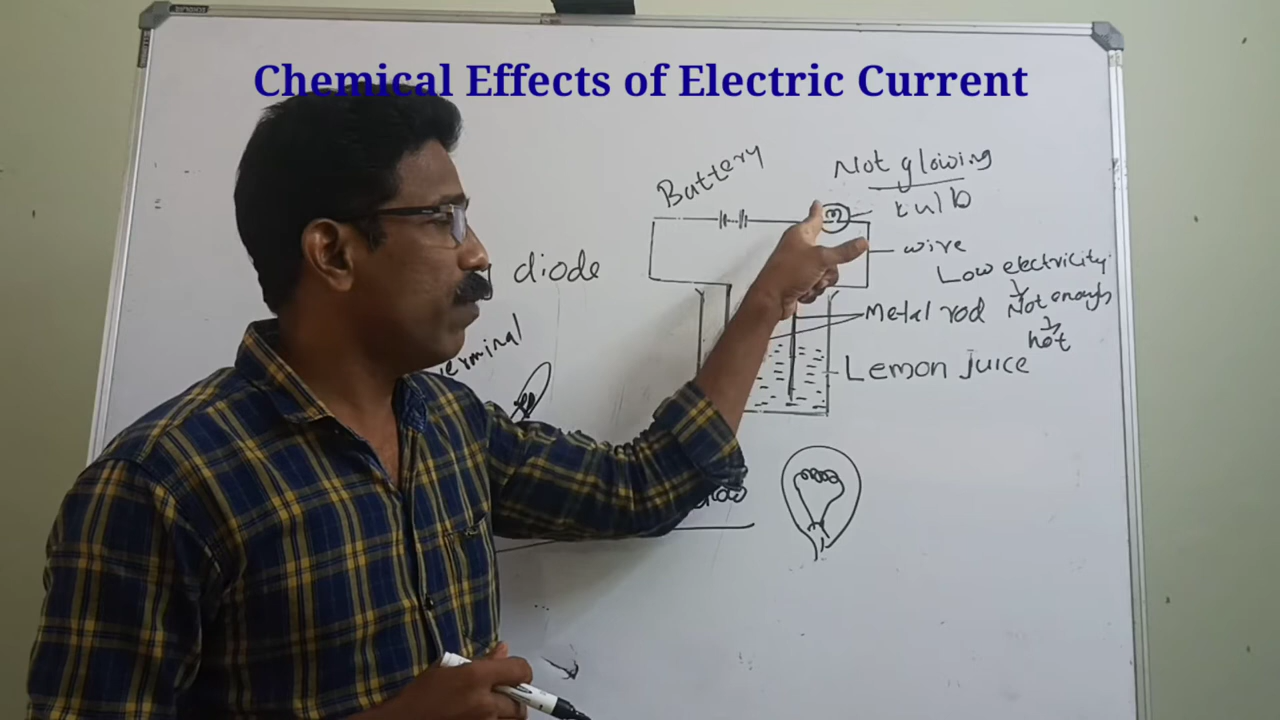 Chemical Effects of Electric Current
Battery
Not glowing
bulb
wire
diode
Low electricity
Not enough
hot
Metal rod
Lemon juice